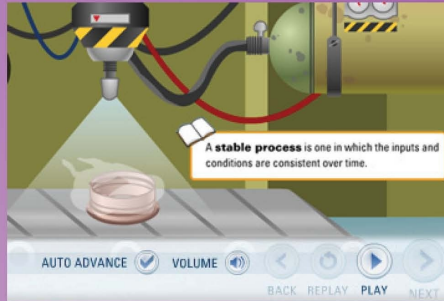 A stable process is one in which the inputs and
conditions are consistent over time.
AUTO ADVANCE VOLUME
BACK REPLAY PLAY NEXT